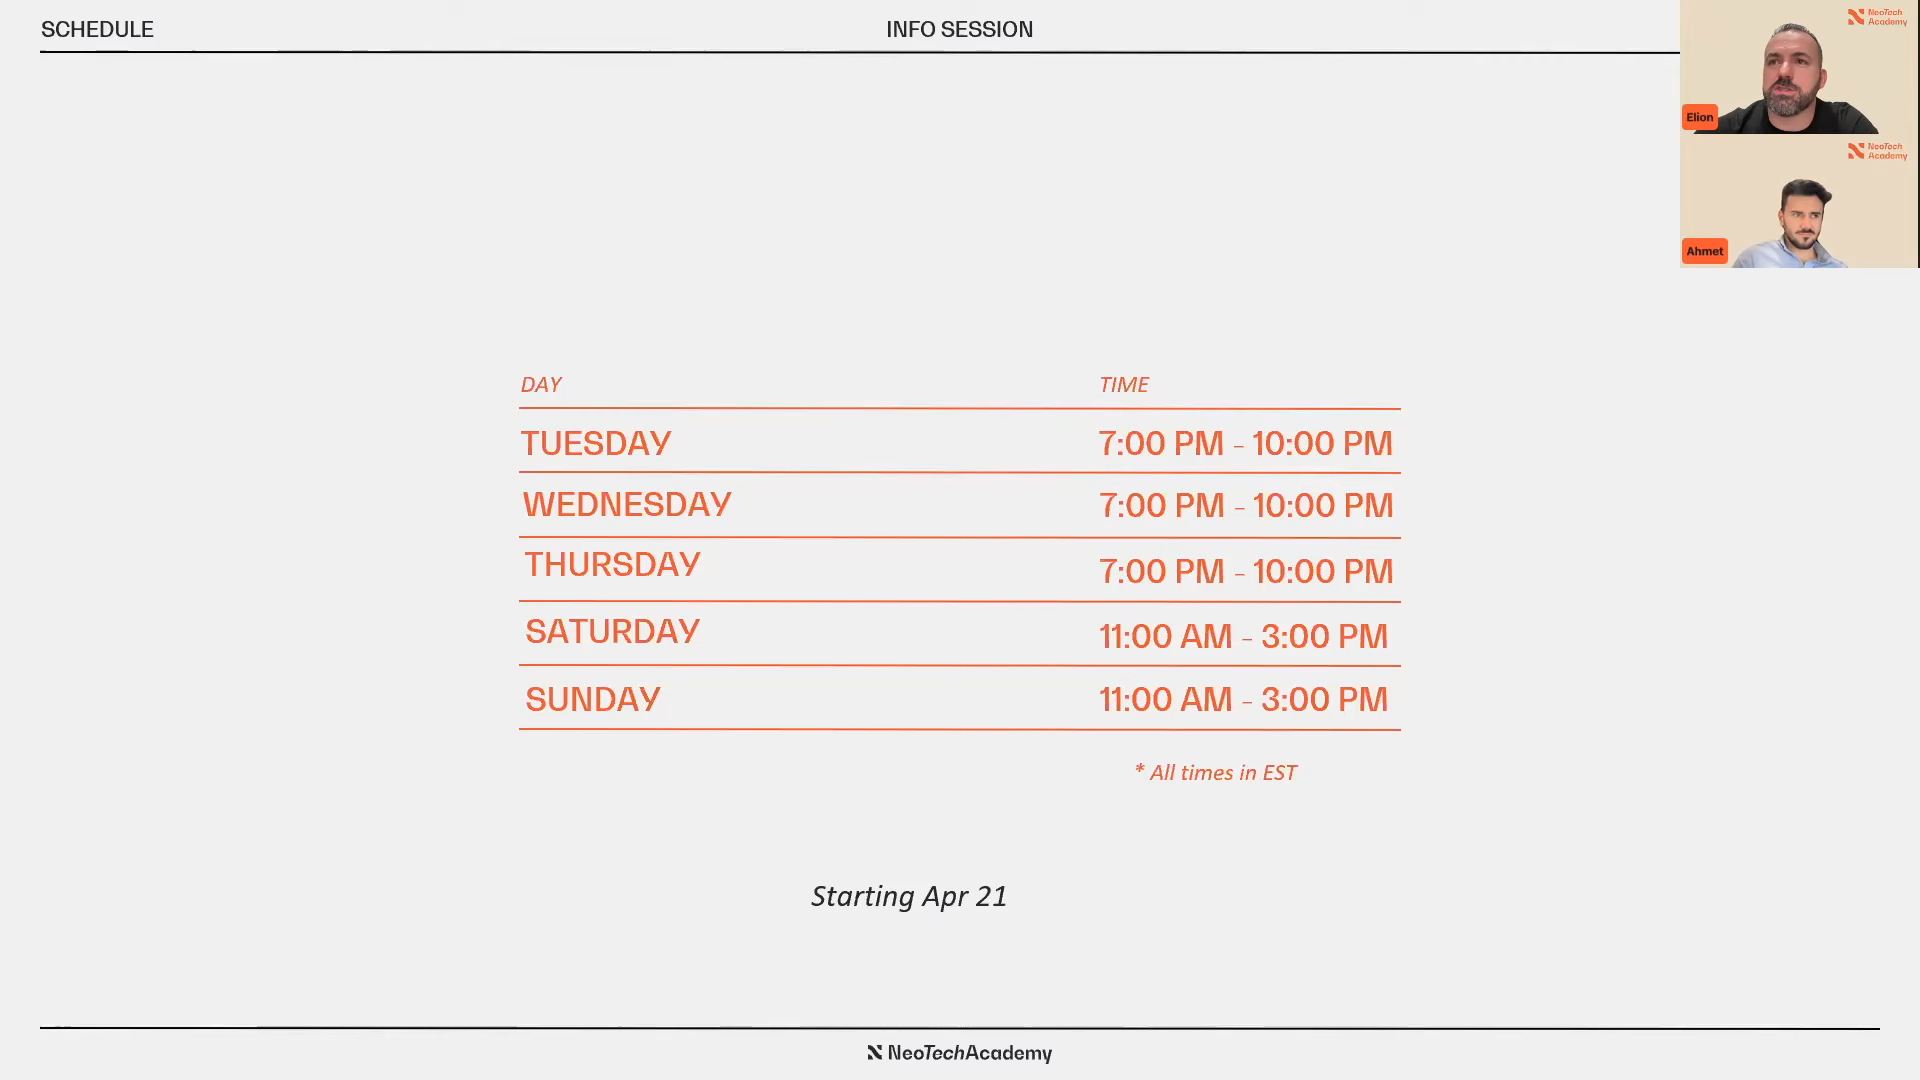 SCHEDULE
INFO SESSION
NeoTech
Academy
Elion
NeoTech
Academy
Ahmet
DAY TIME
TUESDAY 7:00 PM - 10:00 PM
WEDNESDAY 7:00 PM - 10:00 PM
THURSDAY 7:00 PM - 10:00 PM
SATURDAY 11:00 AM - 3:00 PM
SUNDAY 11:00 AM - 3:00 PM
* All times in EST
Starting Apr 21
NeoTechAcademy